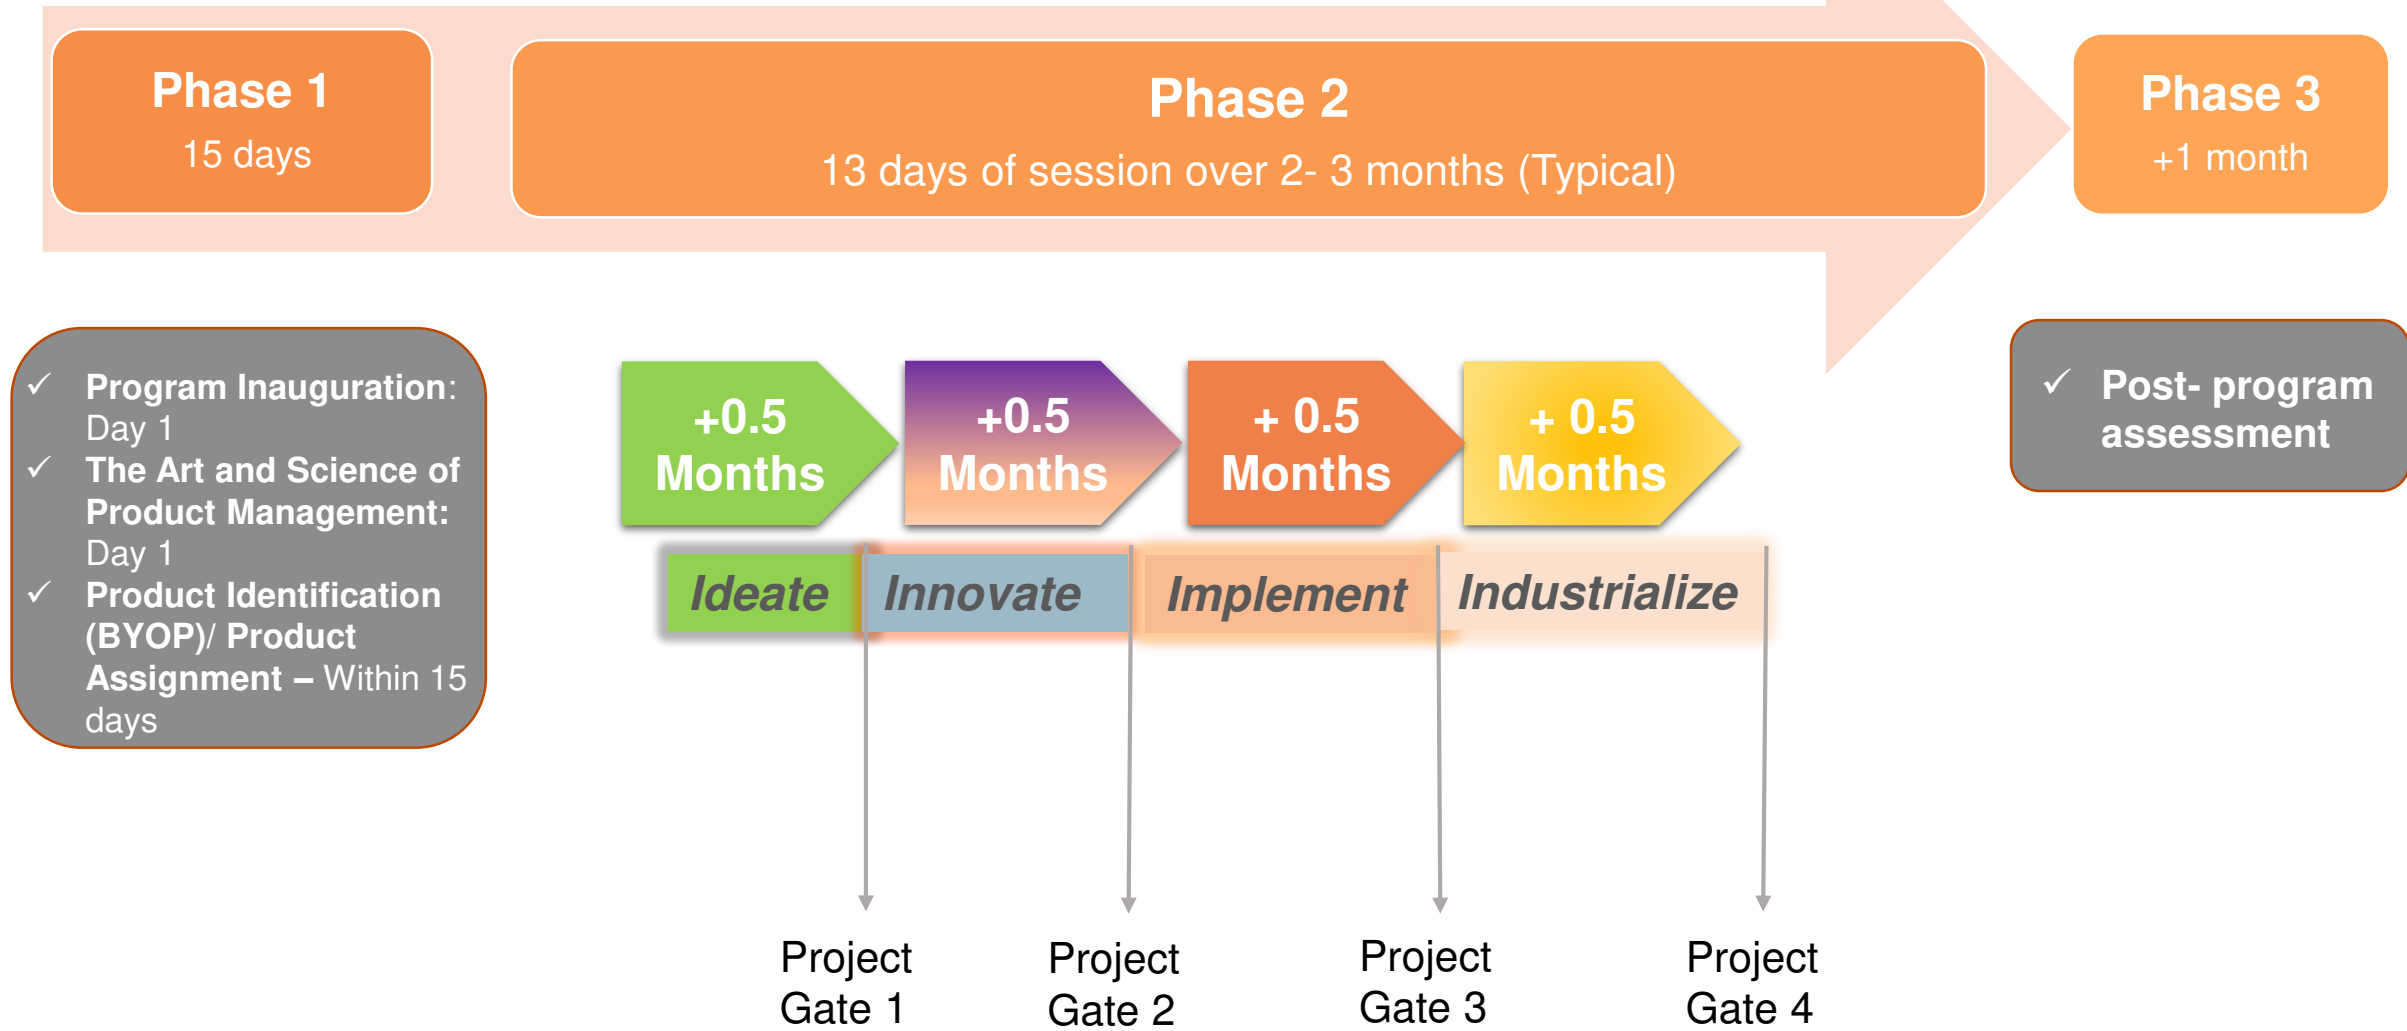 Phase 1
15 days
Phase 2
13 days of session over 2- 3 months (Typical)
Phase 3
+1 month
✓ Program Inauguration:
Day 1
✓ The Art and Science of
Product Management:
Day 1
✓ Product Identification
(BYOP)/ Product
Assignment – Within 15
days
+0.5
Months
+0.5
Months
+ 0.5
Months
+ 0.5
Months
✓ Post- program
assessment
Ideate
Innovate
Implement
Industrialize
Project
Gate 1
Project
Gate 2
Project
Gate 3
Project
Gate 4